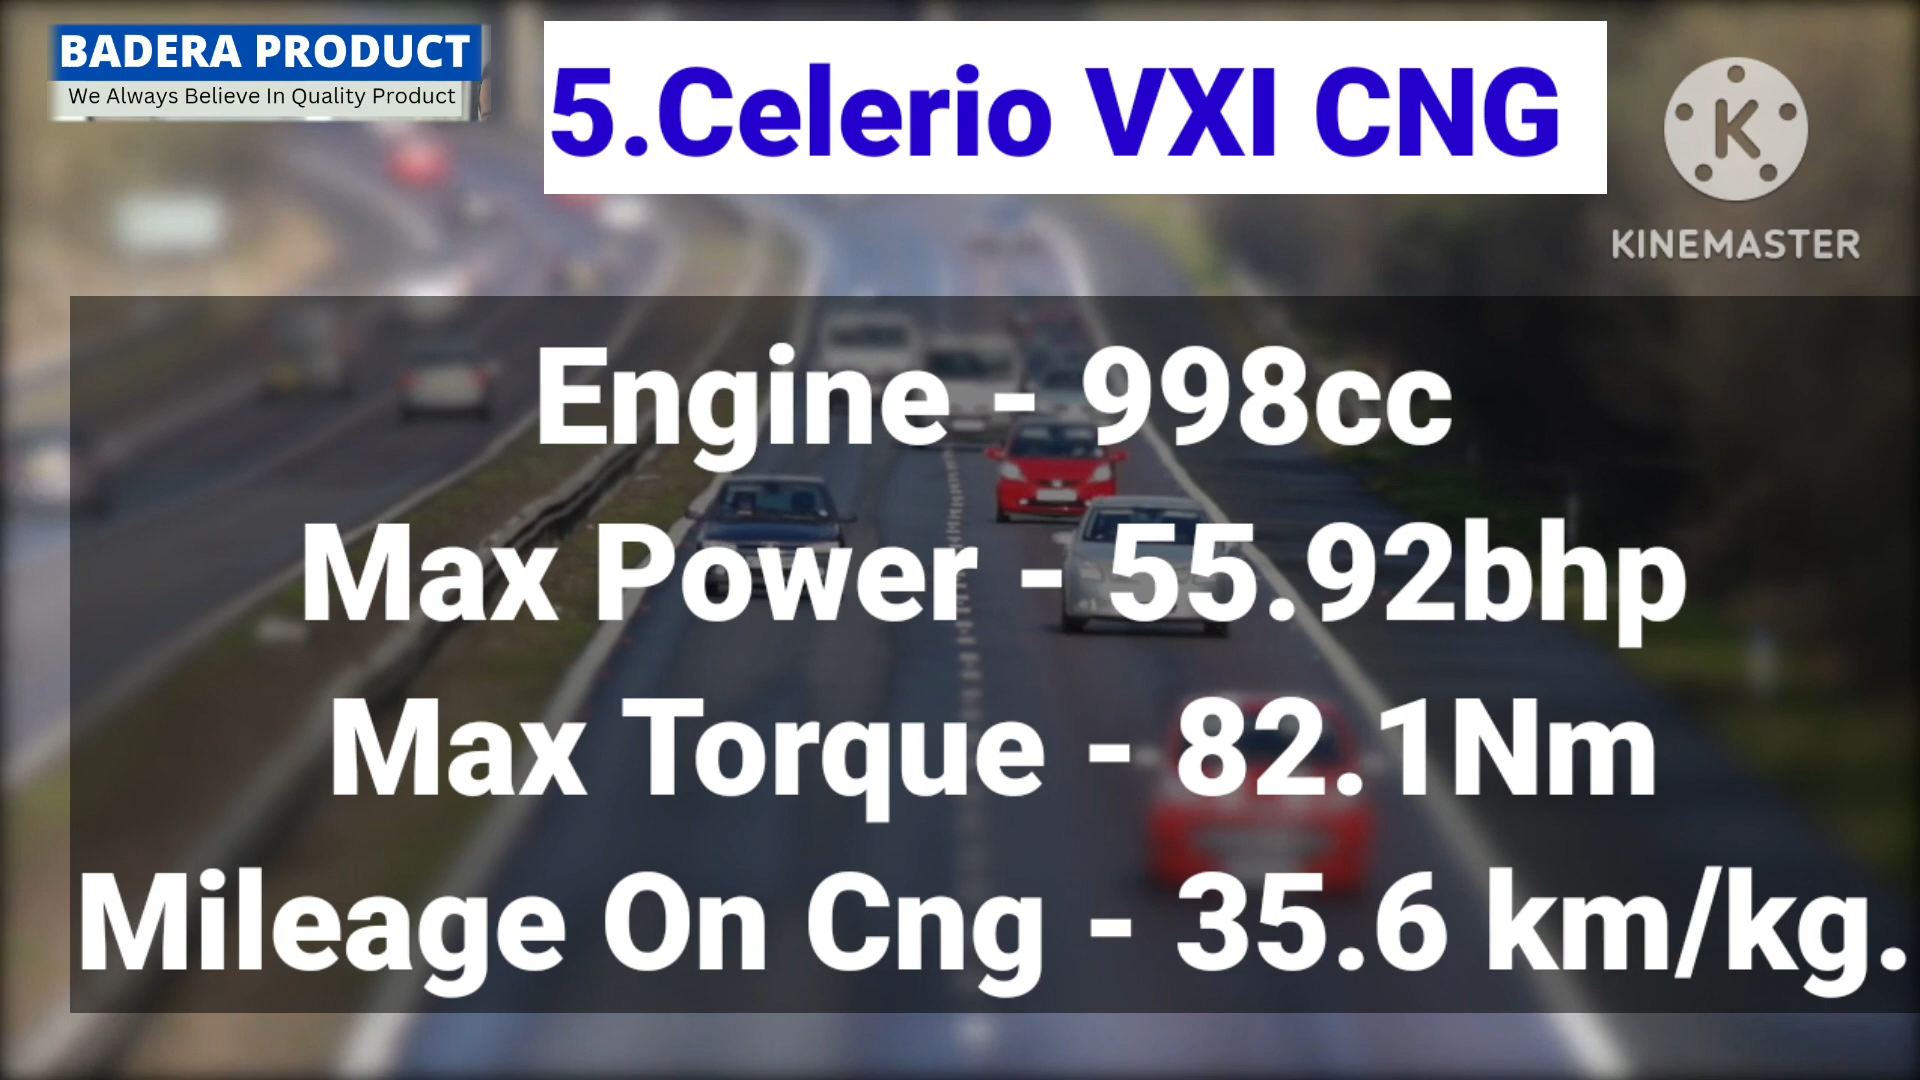 BADERA PRODUCT
We Always Believe In Quality Product
5.Celerio VXI CNG
K
KINEMASTER
Engine - 998cc
Max Power - 55.92bhp
Max Torque - 82.1Nm
Mileage On Cng - 35.6 km/kg.